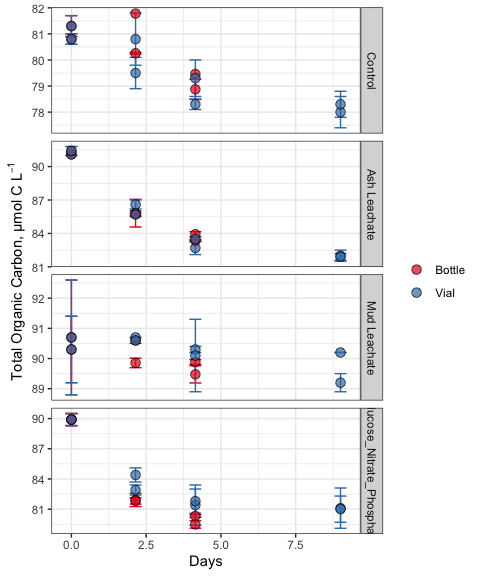 Total Organic Carbon, μmol C L⁻¹
82
81
80
79
78
Control
90
87
84
81
Ash Leachate
92
91
90
89
Mud Leachate
90
87
84
81
ucose_Nitrate_Phospha
0.0 2.5 5.0 7.5
Days
Bottle
Vial